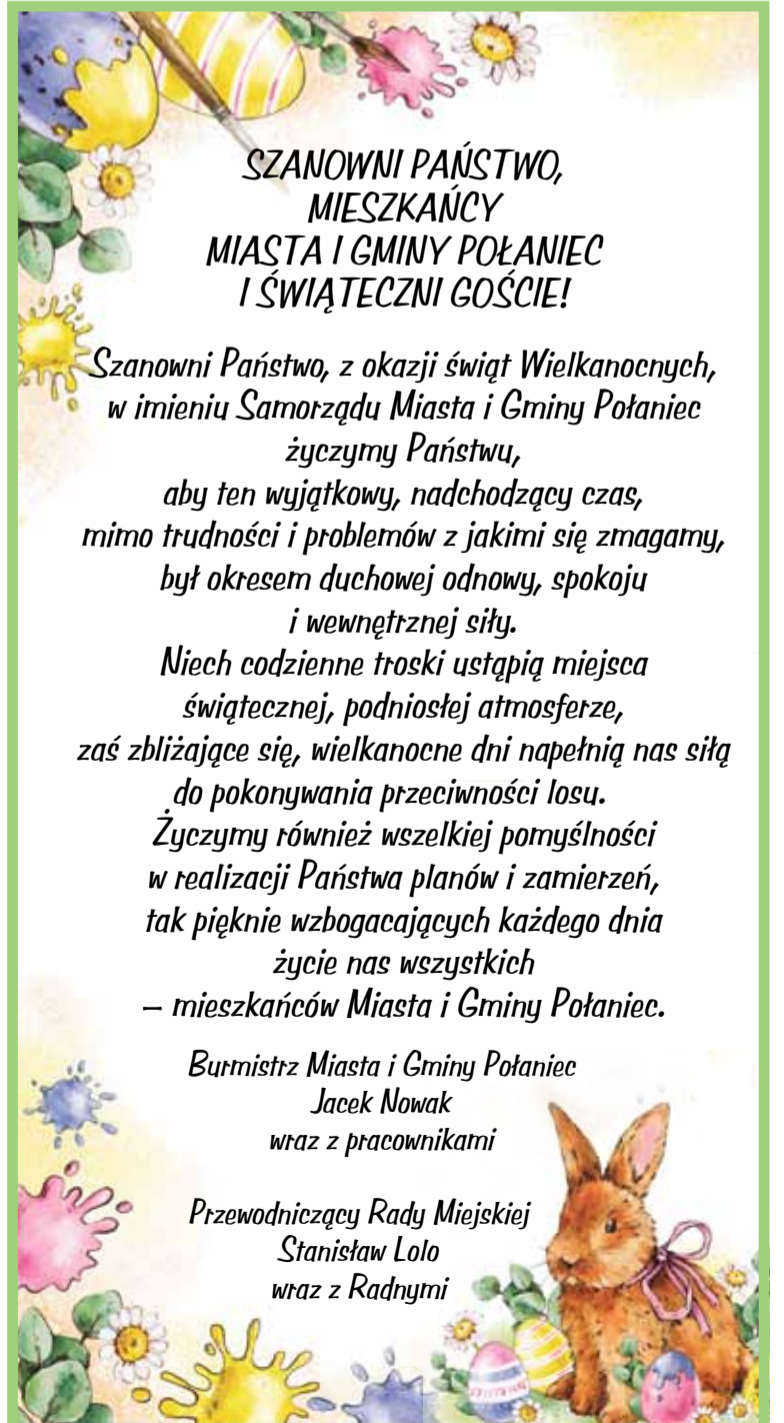 SZANOWNI PAŃSTWO,
MIESZKAŃCY
MIASTA I GMINY POŁANIEC
I ŚWIĄTECZNI GOŚCIE!
Szanowni Państwo, z okazji świąt Wielkanocnych,
w imieniu Samorządu Miasta i Gminy Połaniec
życzymy Państwu,
aby ten wyjątkowy, nadchodzący czas,
mimo trudności i problemów z jakimi się zmagamy,
był okresem duchowej odnowy, spokoju
i wewnętrznej siły.
Niech codzienne troski ustąpią miejsca
świątecznej, podniosłej atmosferze,
zaś zbliżające się, wielkanocne dni napełnią nas siłą
do pokonywania przeciwności losu.
Życzymy również wszelkiej pomyślności
w realizacji Państwa planów i zamierzeń,
tak pięknie wzbogacających każdego dnia
życie nas wszystkich
– mieszkańców Miasta i Gminy Połaniec.
Burmistrz Miasta i Gminy Połaniec
Jacek Nowak
wraz z pracownikami
Przewodniczący Rady Miejskiej
Stanisław Lolo
wraz z Radnymi